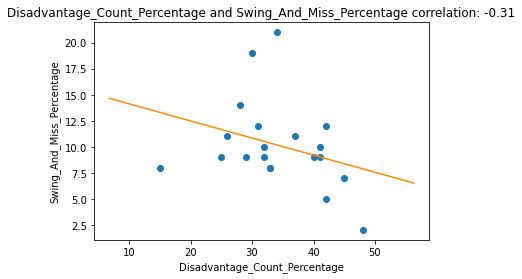 Disadvantage_Count_Percentage and Swing_And_Miss_Percentage correlation: -0.31
Swing_And_Miss_Percentage
20.0
17.5
15.0
12.5
10.0
7.5
5.0
2.5
10 20 30 40 50
Disadvantage_Count_Percentage